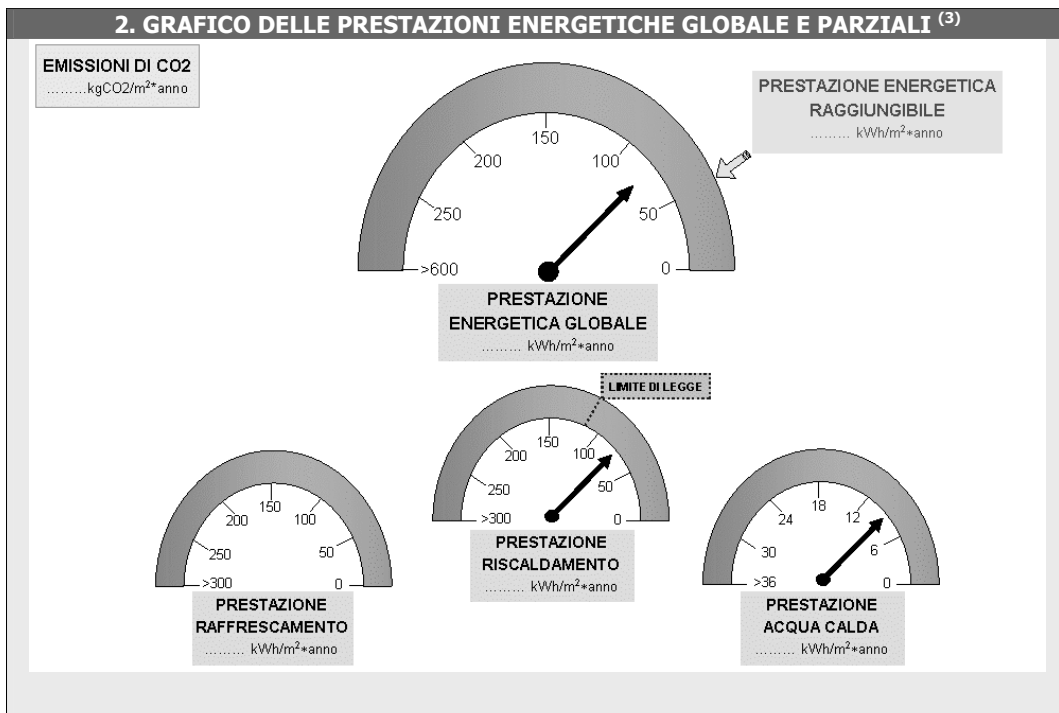 2. GRAFICO DELLE PRESTAZIONI ENERGETICHE GLOBALE E PARZIALI (3)
EMISSIONI DI CO2
.........kgCO2/m²*anno
PRESTAZIONE ENERGETICA
RAGGIUNGIBILE
......... kWh/m²*anno
150
200
100
250
50
>600
0
PRESTAZIONE
ENERGETICA GLOBALE
......... kWh/m²*anno
LIMITE DI LEGGE
150
200
100
250
50
>300
0
PRESTAZIONE
RISCALDAMENTO
......... kWh/m²*anno
150
200
100
250
50
>300
0
PRESTAZIONE
RAFFRESCAMENTO
......... kWh/m²*anno
18
24
12
30
6
>36
0
PRESTAZIONE
ACQUA CALDA
......... kWh/m²*anno